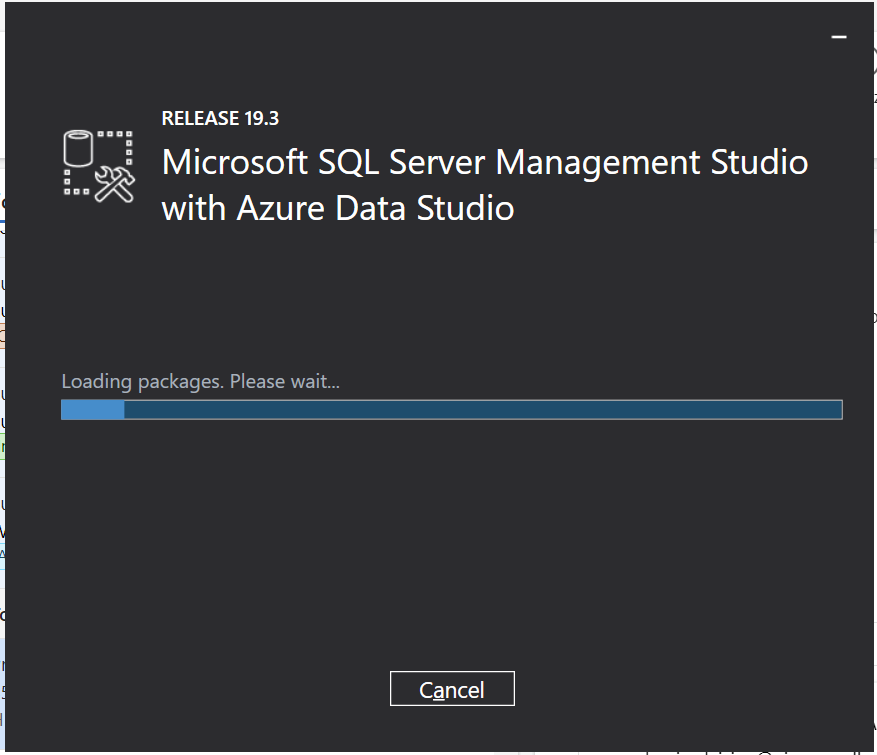 RELEASE 19.3
Microsoft SQL Server Management Studio
with Azure Data Studio
Loading packages. Please wait...
Cancel